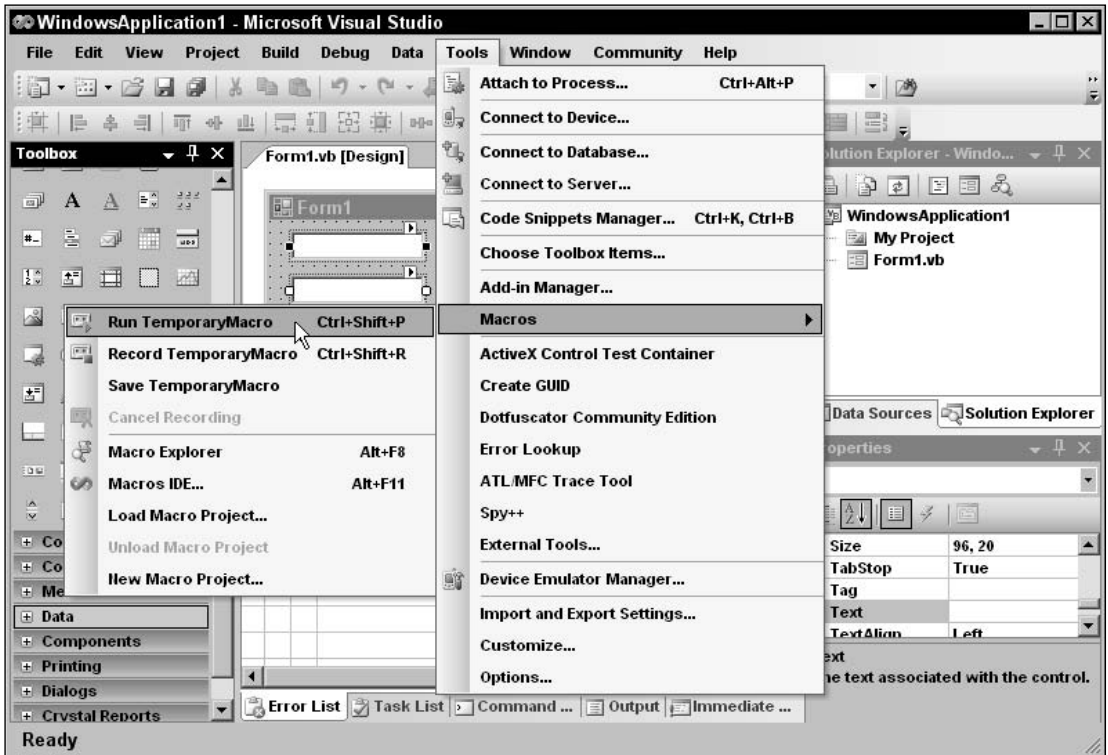 WindowsApplication1 - Microsoft Visual Studio
File Edit View Project Build Debug Data Tools Window Community Help
Toolbox
Form1.vb [Design]
Form1
Attach to Process... Ctrl+Alt+P
Connect to Device...
Connect to Database...
Connect to Server...
Code Snippets Manager... Ctrl+K, Ctrl+B
Choose Toolbox Items...
Add-in Manager...
Macros
ActiveX Control Test Container
Create GUID
Dotfuscator Community Edition
Error Lookup
ATL/MFC Trace Tool
Spy++
External Tools...
Device Emulator Manager...
Import and Export Settings...
Customize...
Options...
Run TemporaryMacro Ctrl+Shift+P
Record TemporaryMacro Ctrl+Shift+R
Save TemporaryMacro
Cancel Recording
Macro Explorer Alt+F8
Macros IDE... Alt+F11
Load Macro Project...
Unload Macro Project
New Macro Project...
Co
Co
Me
Data
Components
Printing
Dialogs
Crystal Reports
lution Explorer - Windo...
WindowsApplication1
My Project
Form1.vb
Data Sources Solution Explorer
operties
Size 96, 20
TabStop True
Tag
Text
TextAlign Left
ext
he text associated with the control.
Error List Task List Command ... Output Immediate ...
Ready